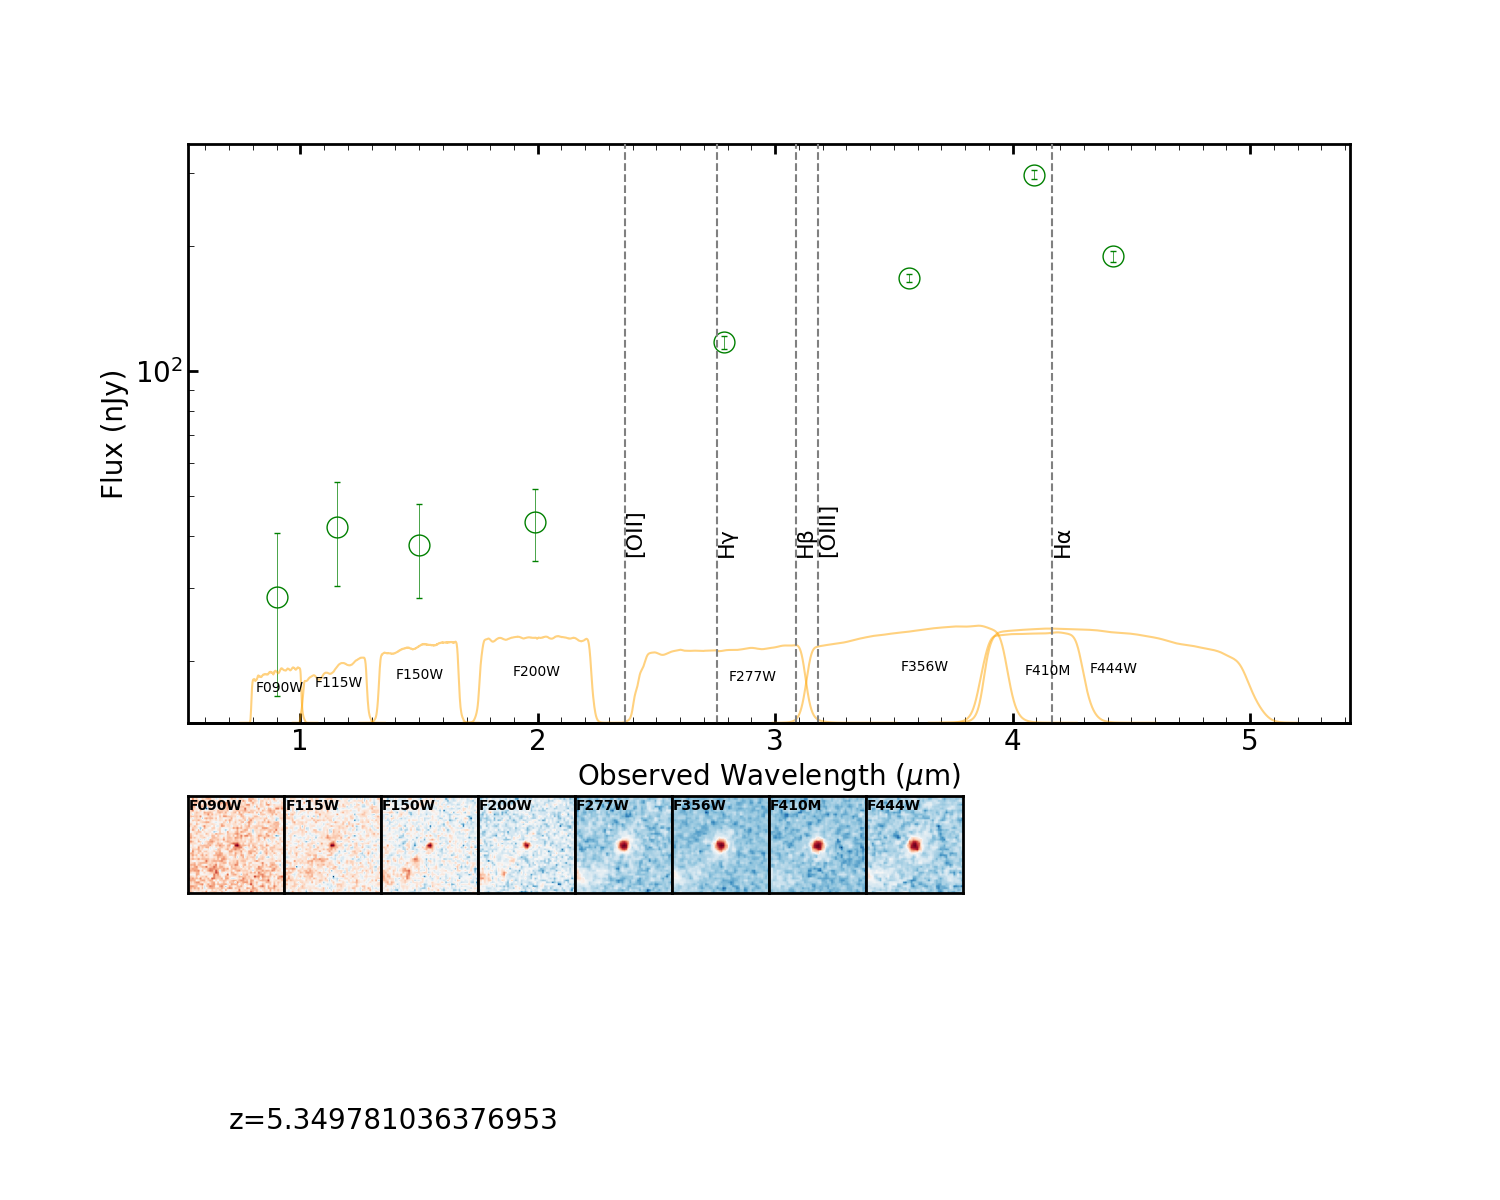 10²
Flux (nJy)
[OII]
Hγ
Hβ
[OIII]
Hα
F090W
F115W
F150W
F200W
F277W
F356W
F410M
F444W
1 2 3 4 5
Observed Wavelength (μm)
F090W F115W F150W F200W F277W F356W F410M F444W
z=5.349781036376953